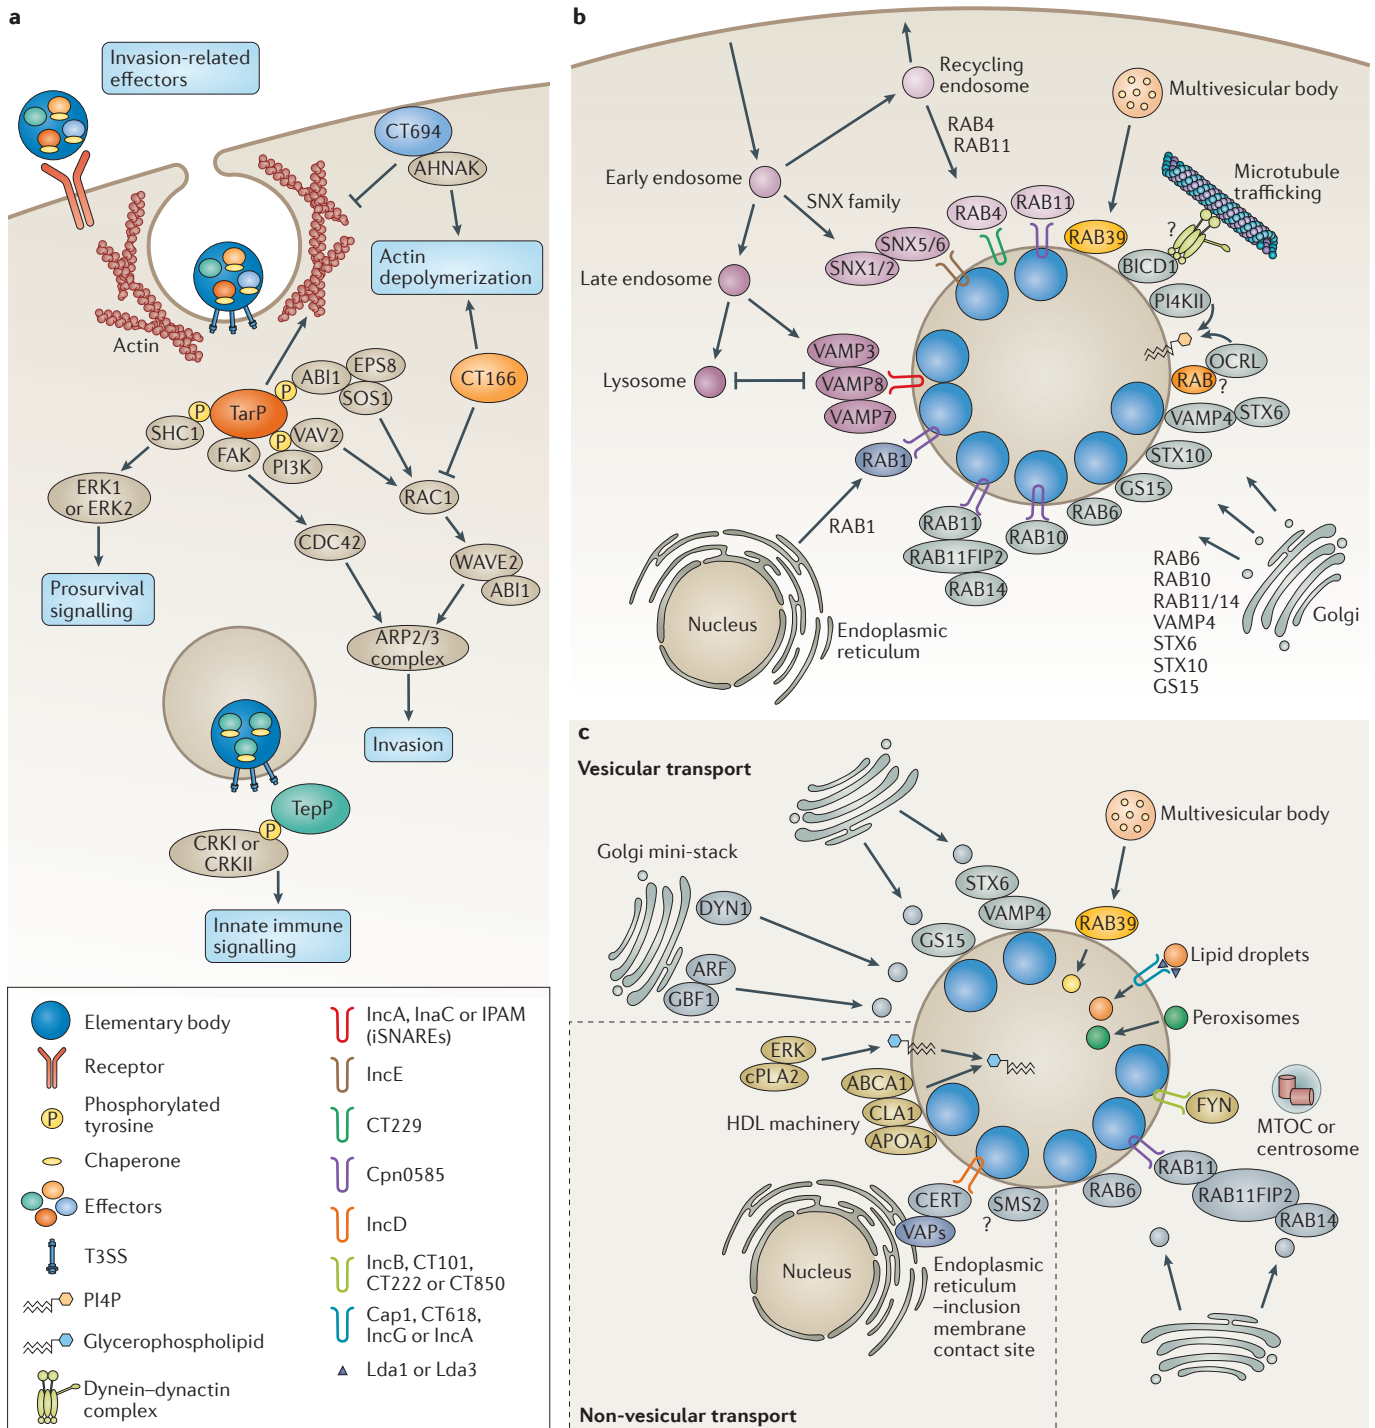 a
Invasion-related
effectors
CT694
AHNAK
Actin
depolymerization
Actin
CT166
ABI1
EPS8
SOS1
P
P
P
TarP
SHC1
FAK
VAV2
PI3K
ERK1
or ERK2
RAC1
CDC42
WAVE2
ABI1
Prosurvival
signalling
ARP2/3
complex
Invasion
TepP
P
CRKI or
CRKII
Innate immune
signalling
b
Recycling
endosome
Multivesicular body
RAB4
RAB11
Early endosome
SNX family
Microtubule
trafficking
RAB4
RAB11
RAB39
?
SNX5/6
SNX1/2
BICD1
Late endosome
PI4KII
VAMP3
VAMP8
VAMP7
Lysosome
OCRL
RAB
?
VAMP4
STX6
STX10
GS15
RAB1
RAB6
RAB1
RAB11
RAB10
RAB11FIP2
RAB14
Nucleus
Endoplasmic
reticulum
RAB6
RAB10
RAB11/14
VAMP4
STX6
STX10
GS15
Golgi
c
Vesicular transport
Multivesicular body
Golgi mini-stack
STX6
VAMP4
DYN1
GS15
RAB39
ARF
GBF1
Lipid droplets
Peroxisomes
ERK
cPLA2
ABCA1
CLA1
APOA1
HDL machinery
FYN
MTOC or
centrosome
CERT
VAPs
?
SMS2
RAB6
RAB11
RAB11FIP2
RAB14
Nucleus
Endoplasmic
reticulum
–inclusion
membrane
contact site
Non-vesicular transport
Elementary body
Receptor
P
Phosphorylated
tyrosine
Chaperone
Effectors
T3SS
PI4P
Glycerophospholipid
Dynein–dynactin
complex
IncA, InaC or IPAM
(iSNAREs)
IncE
CT229
Cpn0585
IncD
IncB, CT101,
CT222 or CT850
Cap1, CT618,
IncG or IncA
Lda1 or Lda3